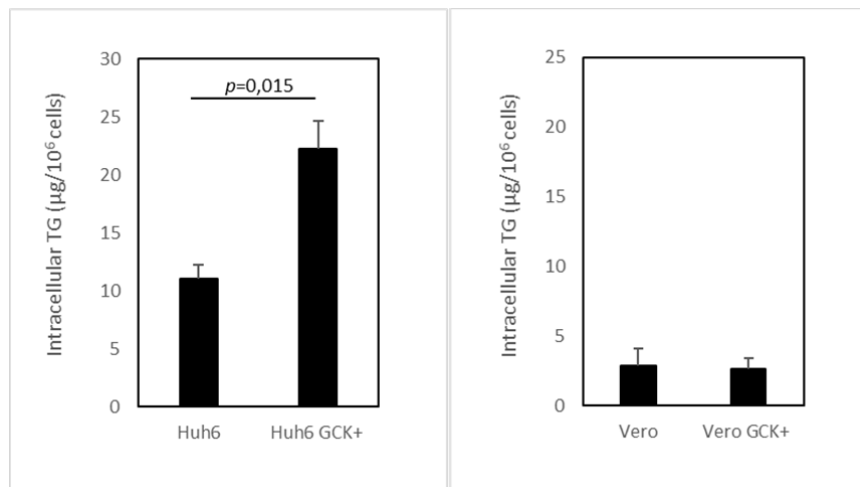 Intracellular TG (µg/10⁶ cells)
30
25
20
15
10
5
0
p=0,015
Huh6 Huh6 GCK+
Intracellular TG (µg/10⁶ cells)
25
20
15
10
5
0
Vero Vero GCK+